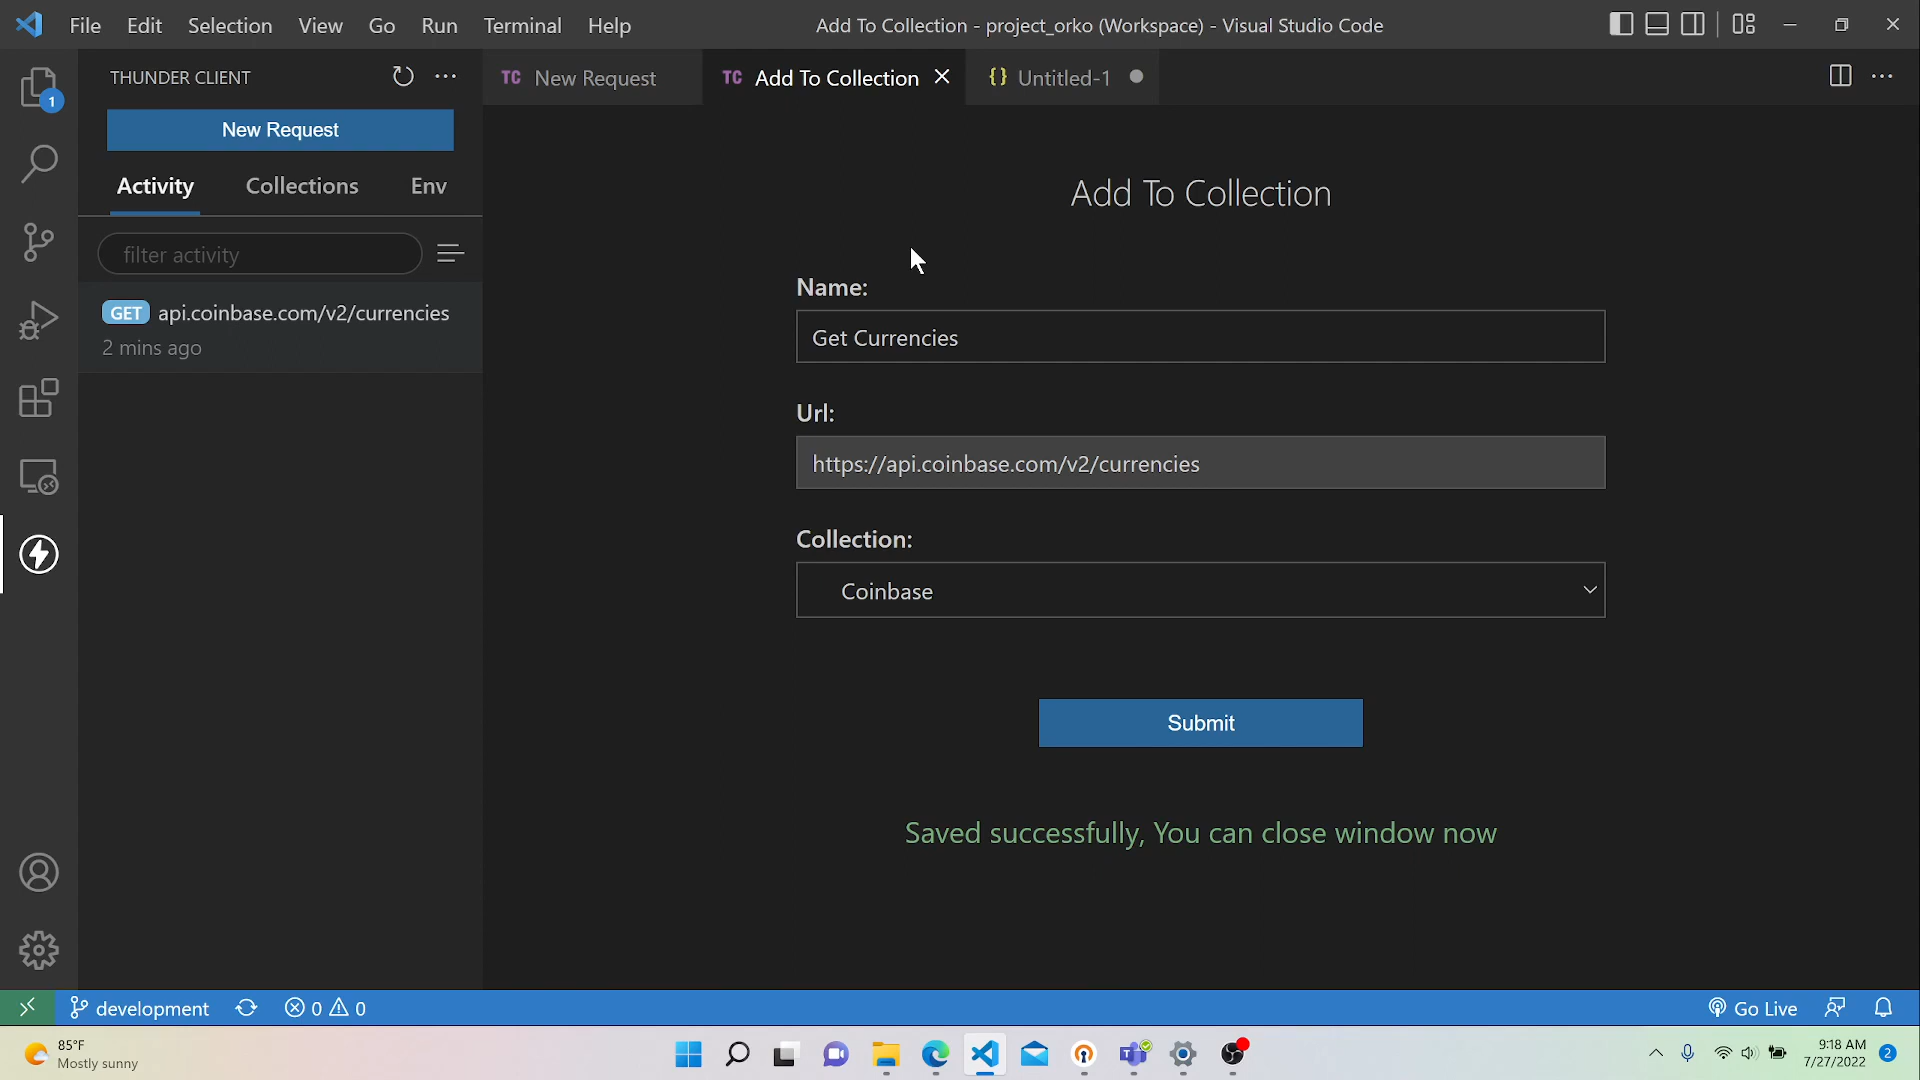 File Edit Selection View Go Run Terminal Help
Add To Collection - project_orko (Workspace) - Visual Studio Code
THUNDER CLIENT
TC New Request
TC Add To Collection
{} Untitled-1
1
New Request
Activity Collections Env
filter activity
GET api.coinbase.com/v2/currencies
2 mins ago
Add To Collection
Name:
Get Currencies
Url:
https://api.coinbase.com/v2/currencies
Collection:
Coinbase
Submit
Saved successfully, You can close window now
development 0 0
Go Live
85°F
Mostly sunny
9:18 AM
7/27/2022
2